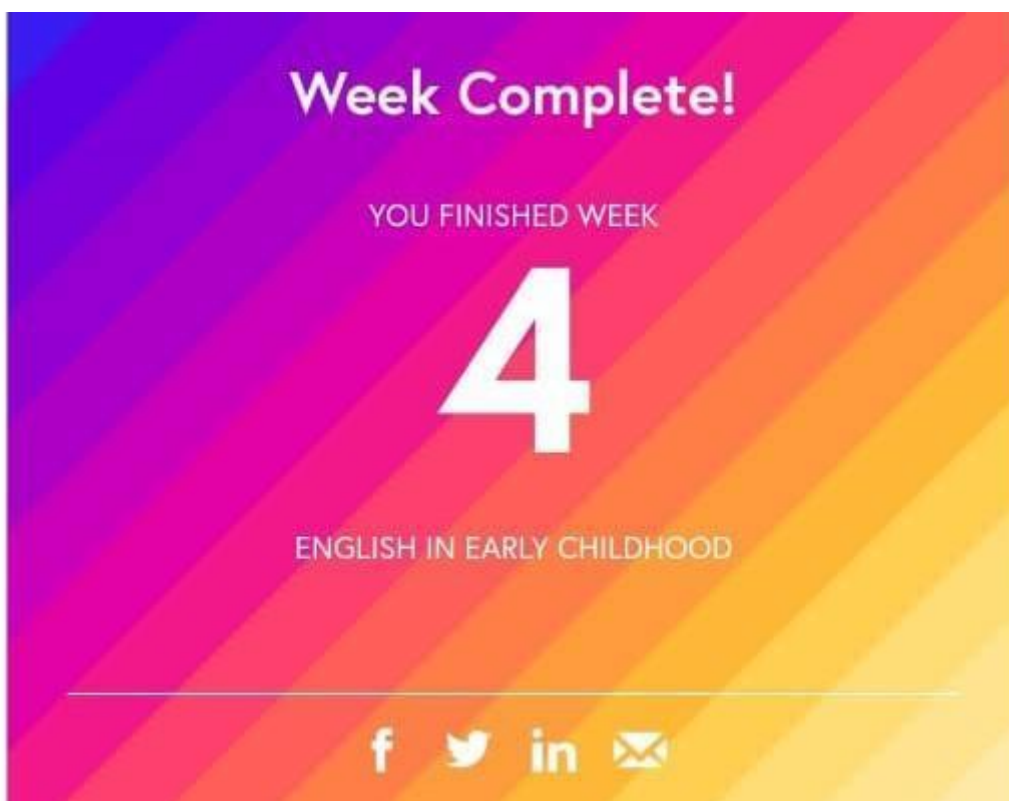 Week Complete!
YOU FINISHED WEEK
4
ENGLISH IN EARLY CHILDHOOD